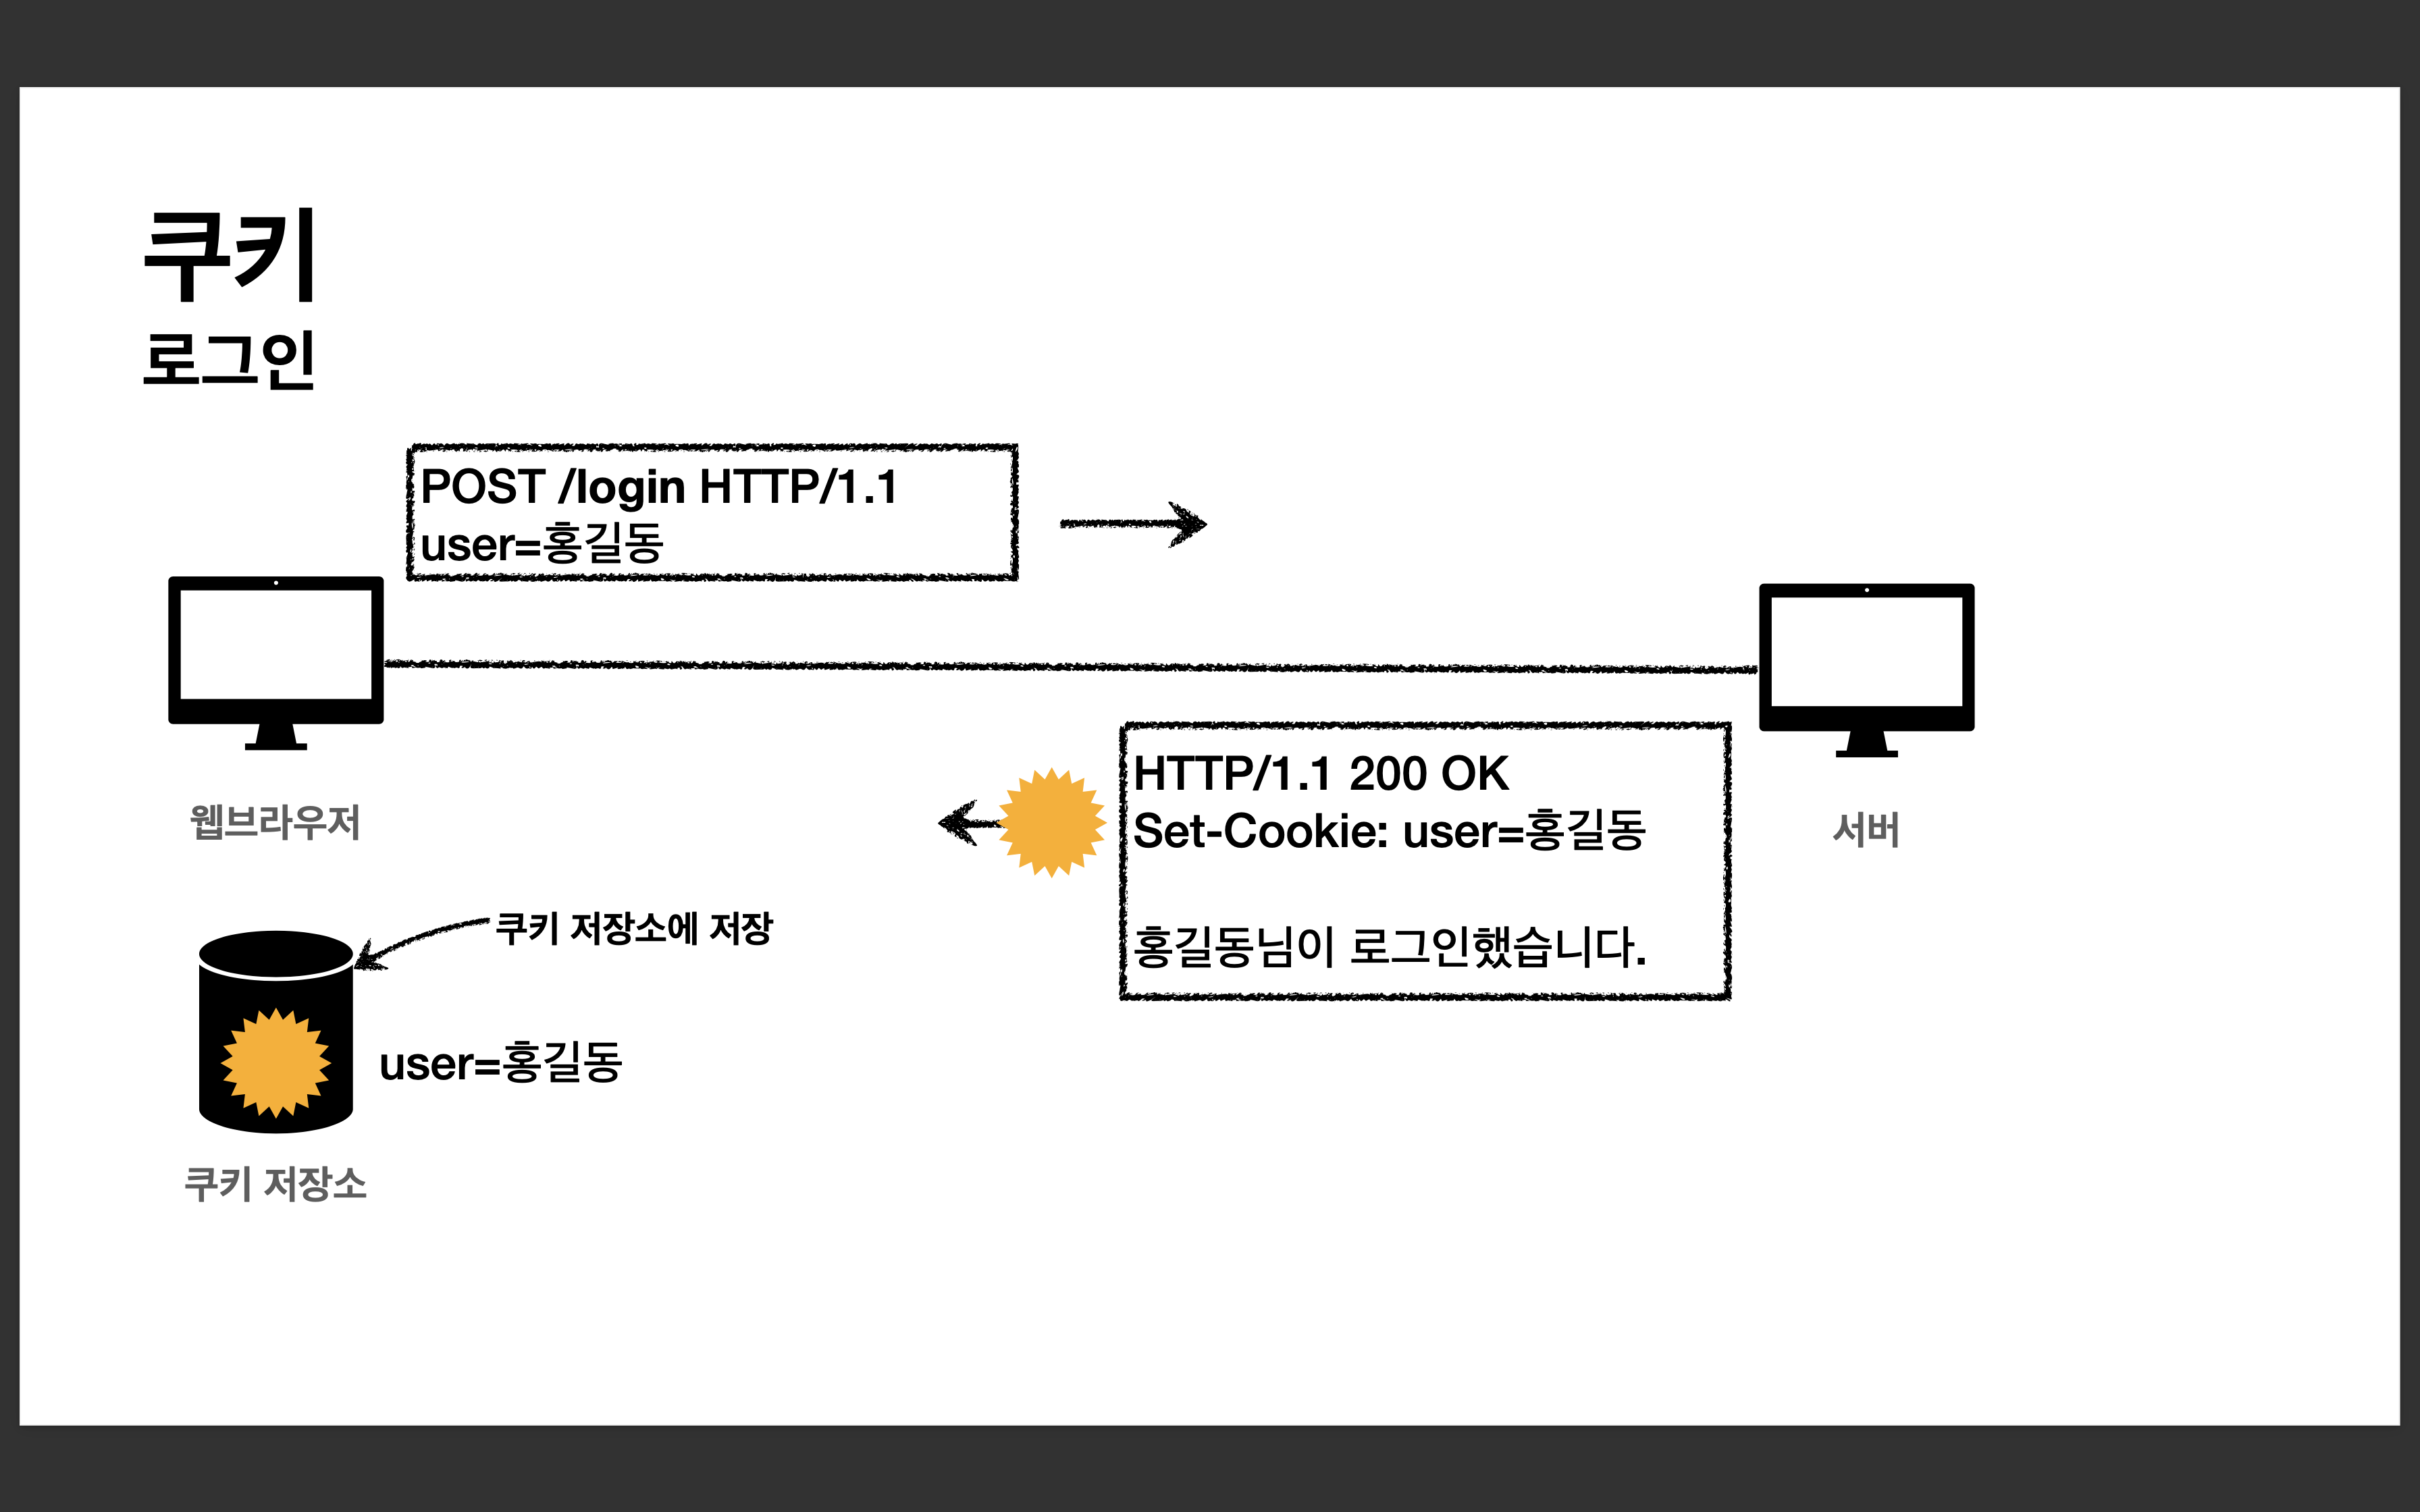 쿠키
로그인
POST /login HTTP/1.1
user=홍길동
웹브라우저
HTTP/1.1 200 OK
Set-Cookie: user=홍길동
홍길동님이 로그인했습니다.
서버
쿠키 저장소에 저장
user=홍길동
쿠키 저장소